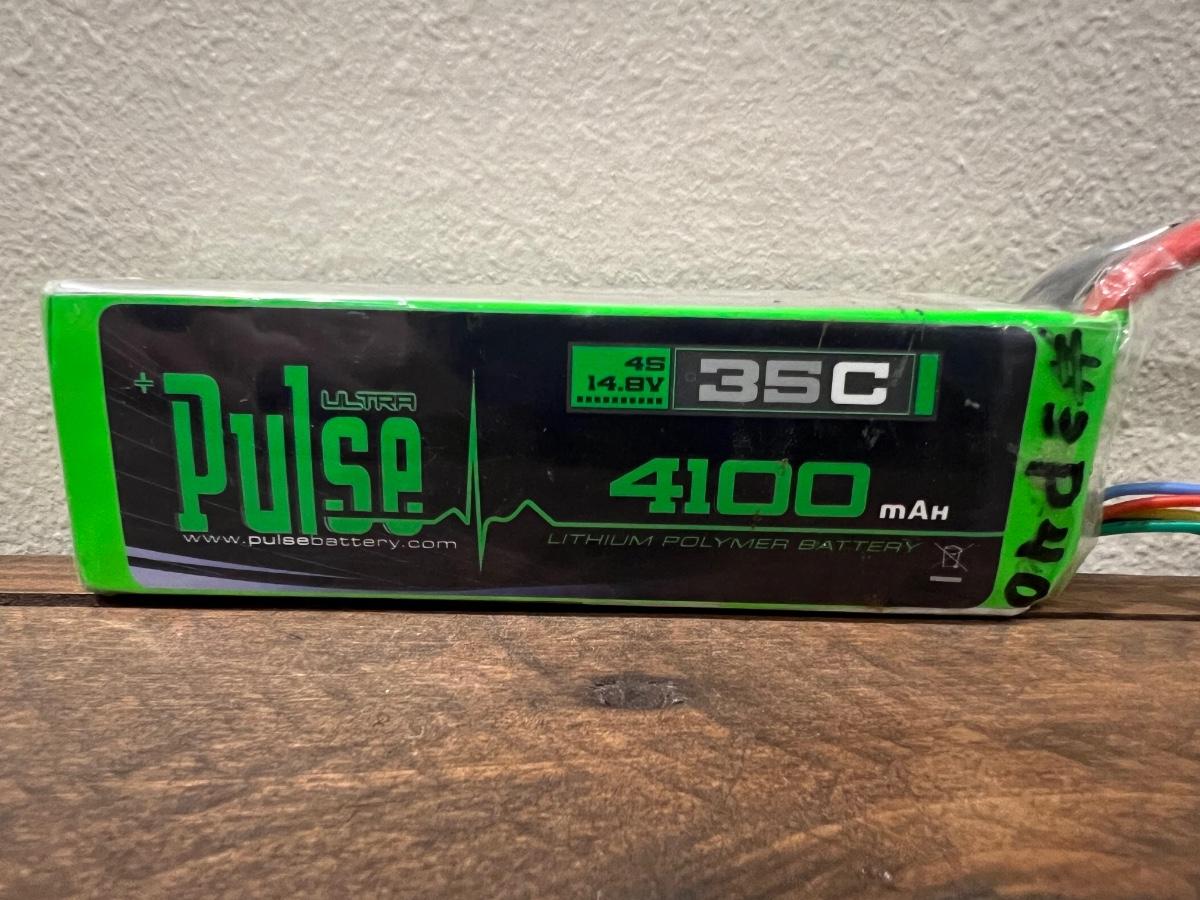 4S
14.8V
35C
ULTRA
Pulse
4100 mAH
www.pulsebattery.com
LITHIUM POLYMER BATTERY